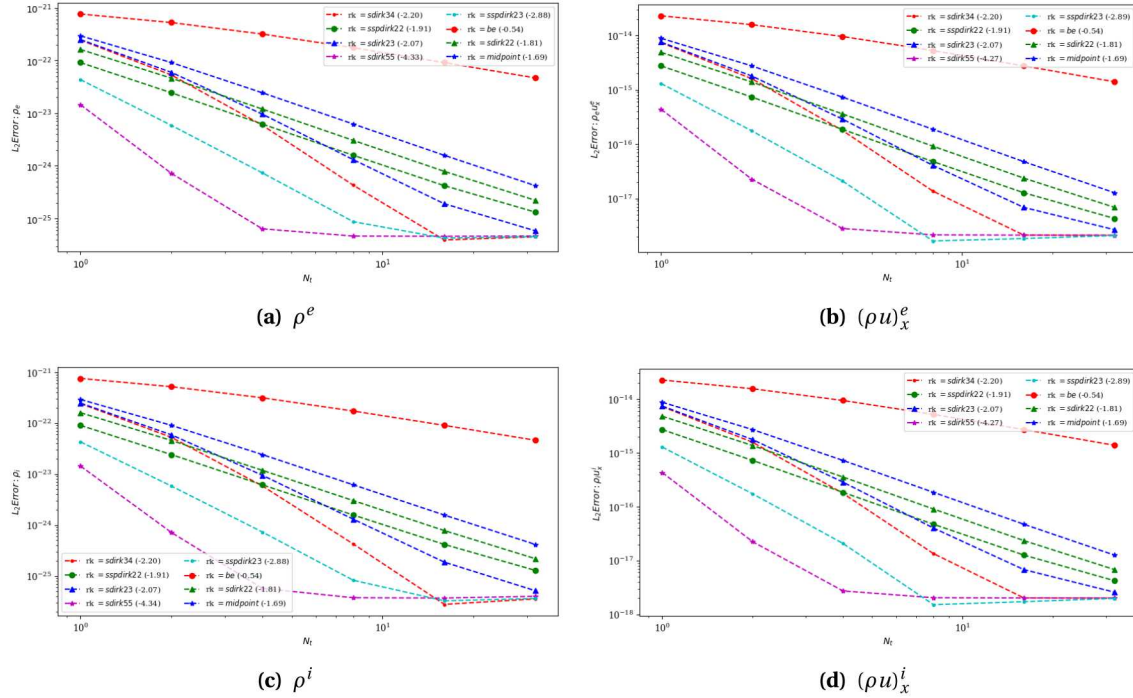 10⁻²¹
10⁻²²
10⁻²³
10⁻²⁴
10⁻²⁵
L₂Error: ρₑ
rk = sdirk34 (-2.20)
rk = sspdirk22 (-1.91)
rk = sdirk23 (-2.07)
rk = sdirk55 (-4.33)
rk = sspdirk23 (-2.88)
rk = be (-0.54)
rk = sdirk22 (-1.81)
rk = midpoint (-1.69)
10⁰
10¹
Nₜ
(a) ρᵉ
10⁻¹⁴
10⁻¹⁵
10⁻¹⁶
10⁻¹⁷
L₂Error: ρₑuₓᵉ
rk = sdirk34 (-2.20)
rk = sspdirk22 (-1.91)
rk = sdirk23 (-2.07)
rk = sdirk55 (-4.27)
rk = sspdirk23 (-2.89)
rk = be (-0.54)
rk = sdirk22 (-1.81)
rk = midpoint (-1.69)
10⁰
10¹
Nₜ
(b) (ρu)ₓᵉ
10⁻²¹
10⁻²²
10⁻²³
10⁻²⁴
10⁻²⁵
L₂Error: ρᵢ
rk = sdirk34 (-2.20)
rk = sspdirk22 (-1.91)
rk = sdirk23 (-2.07)
rk = sdirk55 (-4.34)
rk = sspdirk23 (-2.88)
rk = be (-0.54)
rk = sdirk22 (-1.81)
rk = midpoint (-1.69)
10⁰
10¹
Nₜ
(c) ρⁱ
10⁻¹⁴
10⁻¹⁵
10⁻¹⁶
10⁻¹⁷
10⁻¹⁸
L₂Error: ρᵢuₓⁱ
rk = sdirk34 (-2.20)
rk = sspdirk22 (-1.91)
rk = sdirk23 (-2.07)
rk = sdirk55 (-4.27)
rk = sspdirk23 (-2.89)
rk = be (-0.54)
rk = sdirk22 (-1.81)
rk = midpoint (-1.69)
10⁰
10¹
Nₜ
(d) (ρu)ₓⁱ